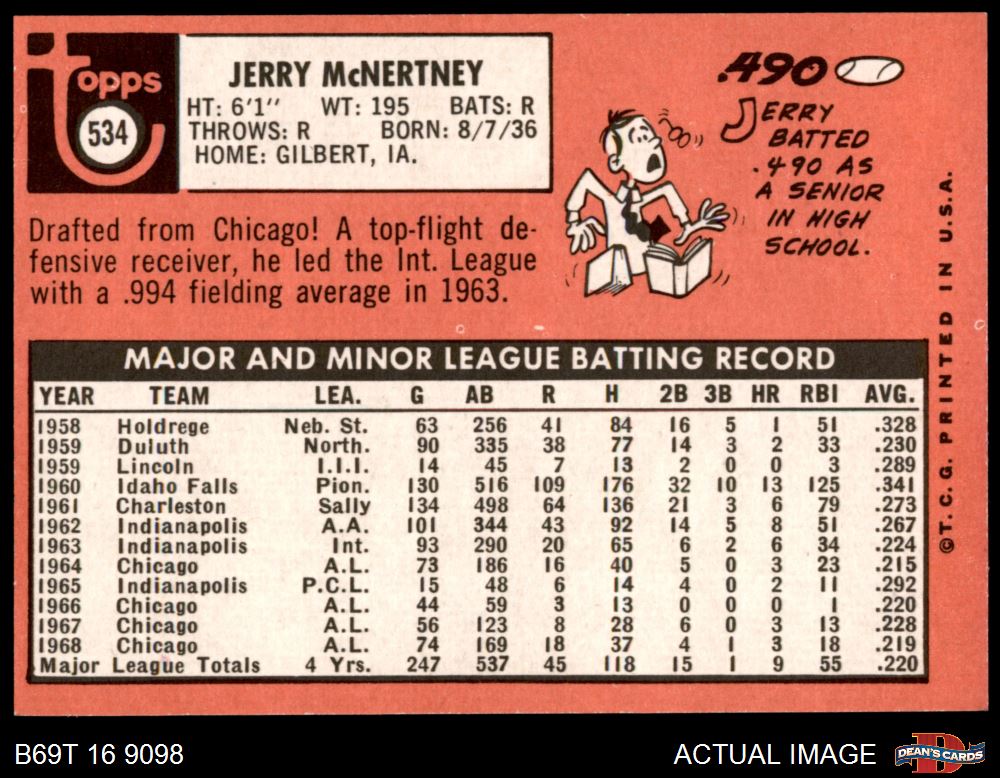 Topps
534
JERRY McNERTNEY
HT: 6'1" WT: 195 BATS: R
THROWS: R BORN: 8/7/36
HOME: GILBERT, IA.
Drafted from Chicago! A top-flight de-
fensive receiver, he led the Int. League
with a .994 fielding average in 1963.
.490
JERRY
BATTED
.490 AS
A SENIOR
IN HIGH
SCHOOL.
MAJOR AND MINOR LEAGUE BATTING RECORD
YEAR TEAM LEA. G AB R H 2B 3B HR RBI AVG.
1958 Holdrege Neb. St. 63 256 41 84 16 5 1 51 .328
1959 Duluth North. 90 335 38 77 14 3 2 33 .230
1959 Lincoln I.I.I. 14 45 7 13 2 0 0 3 .289
1960 Idaho Falls Pion. 130 516 109 176 32 10 13 125 .341
1961 Charleston Sally 134 498 64 136 21 3 6 79 .273
1962 Indianapolis A.A. 101 344 43 92 14 5 8 51 .267
1963 Indianapolis Int. 93 290 20 65 6 2 6 34 .224
1964 Chicago A.L. 73 186 16 40 5 0 3 23 .215
1965 Indianapolis P.C.L. 15 48 6 14 4 0 2 11 .292
1966 Chicago A.L. 44 59 3 13 0 0 0 1 .220
1967 Chicago A.L. 56 123 8 28 6 0 3 13 .228
1968 Chicago A.L. 74 169 18 37 4 1 3 18 .219
Major League Totals 4 Yrs. 247 537 45 118 15 1 9 55 .220
©T.C.G. PRINTED IN U.S.A.
B69T 16 9098
ACTUAL IMAGE
DEAN'S CARDS